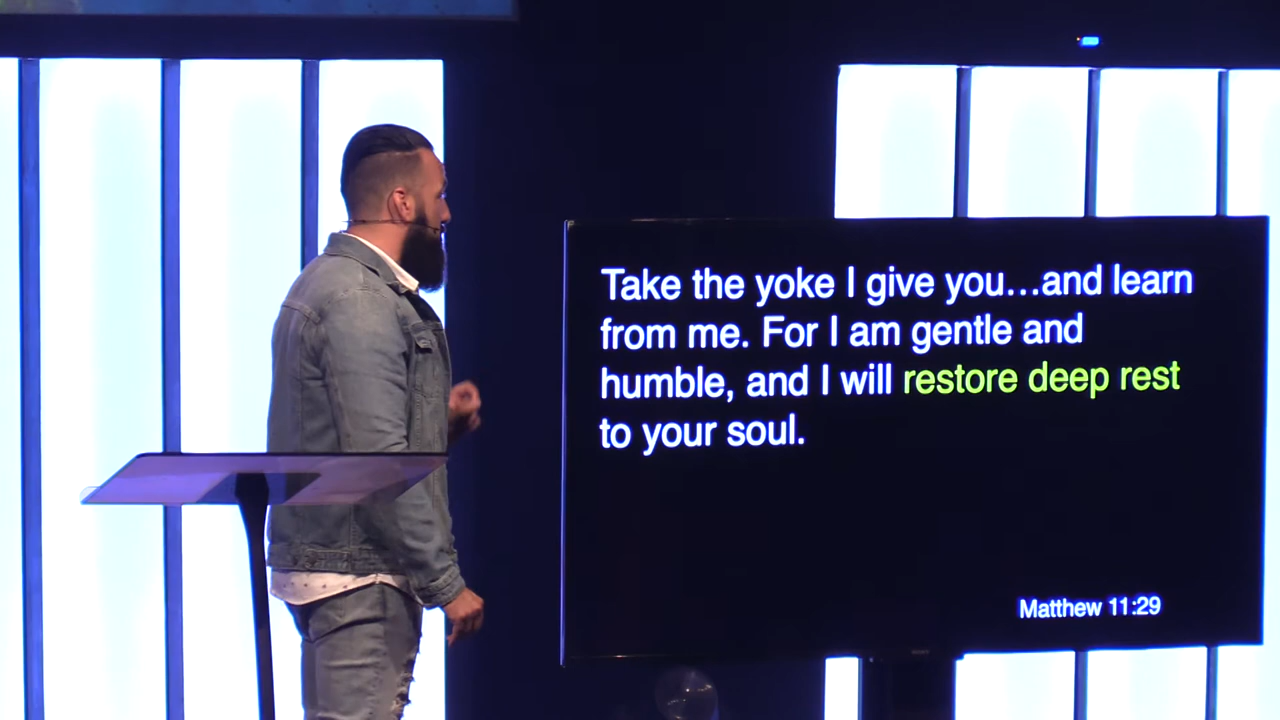 Take the yoke I give you...and learn
from me. For I am gentle and
humble, and I will restore deep rest
to your soul.
Matthew 11:29